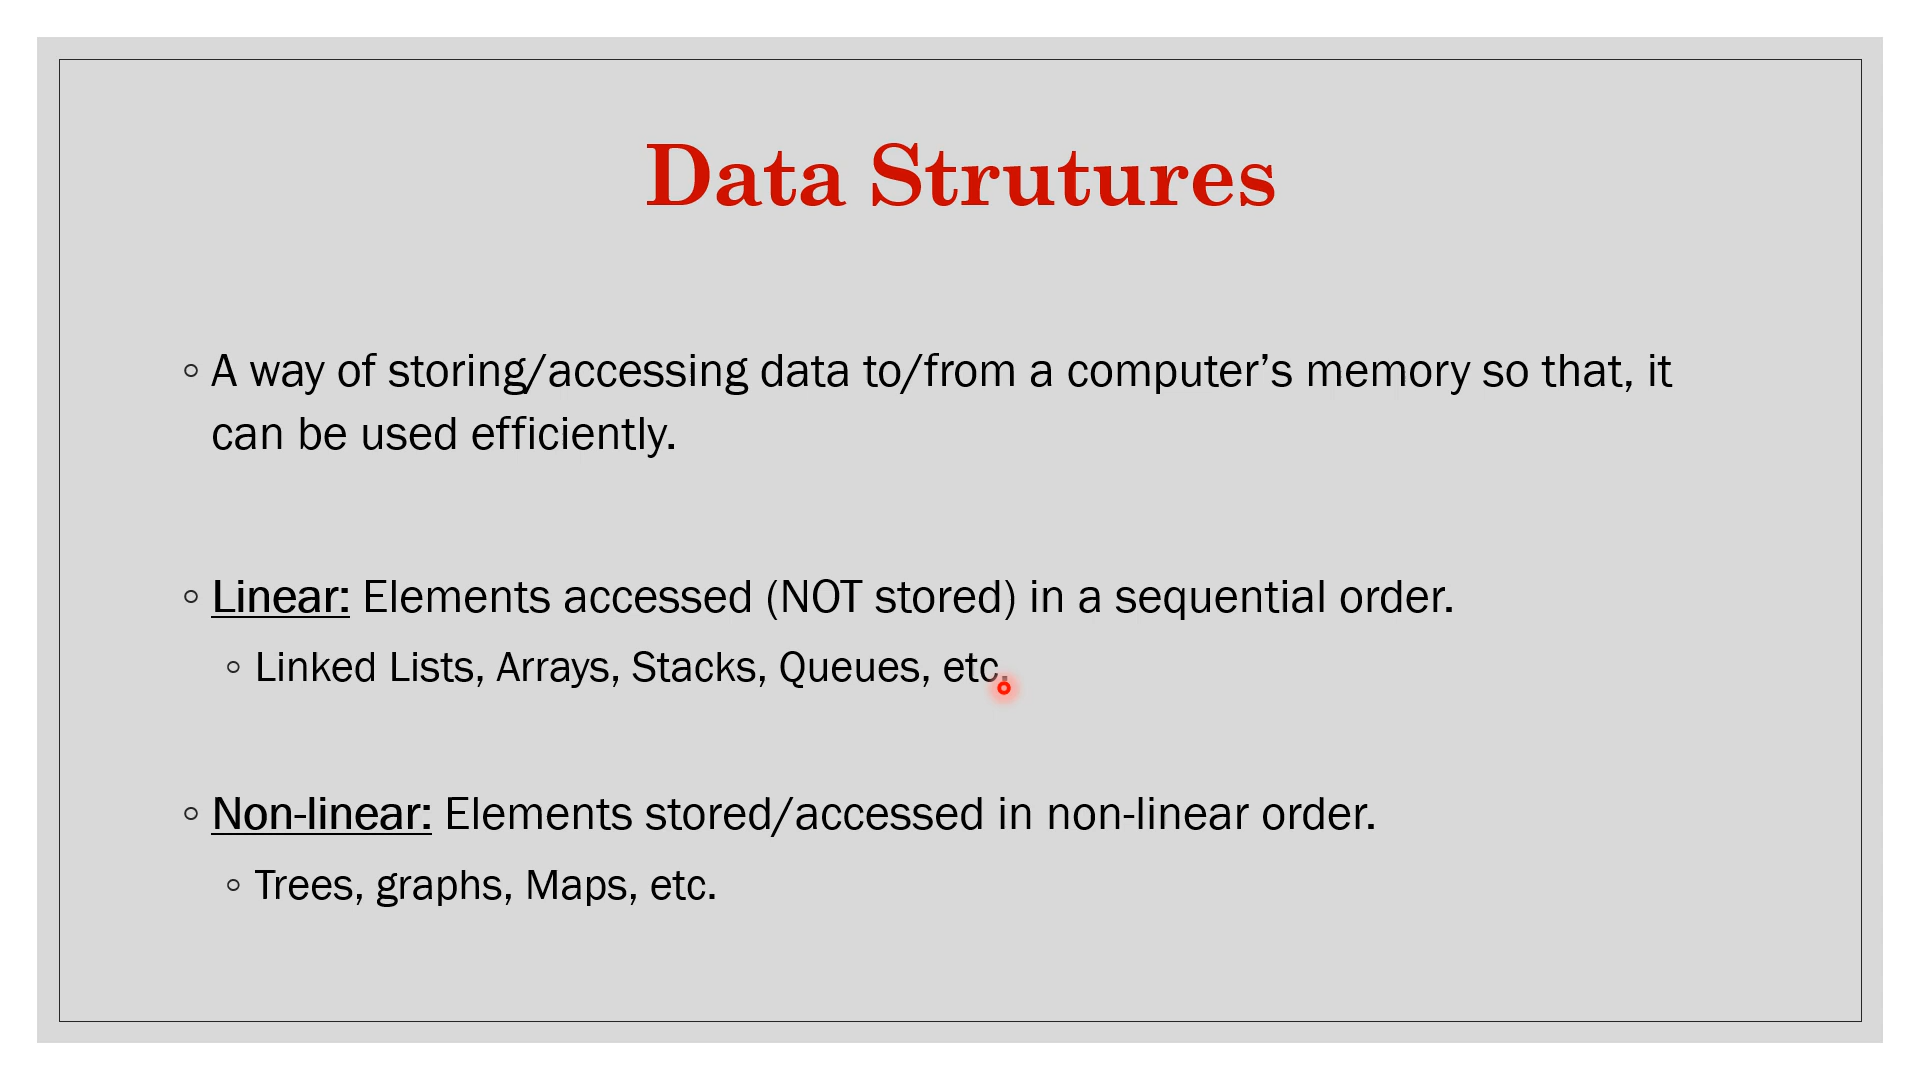 Data Strutures
◦ A way of storing/accessing data to/from a computer’s memory so that, it
can be used efficiently.
◦ Linear: Elements accessed (NOT stored) in a sequential order.
◦ Linked Lists, Arrays, Stacks, Queues, etc.
◦ Non-linear: Elements stored/accessed in non-linear order.
◦ Trees, graphs, Maps, etc.